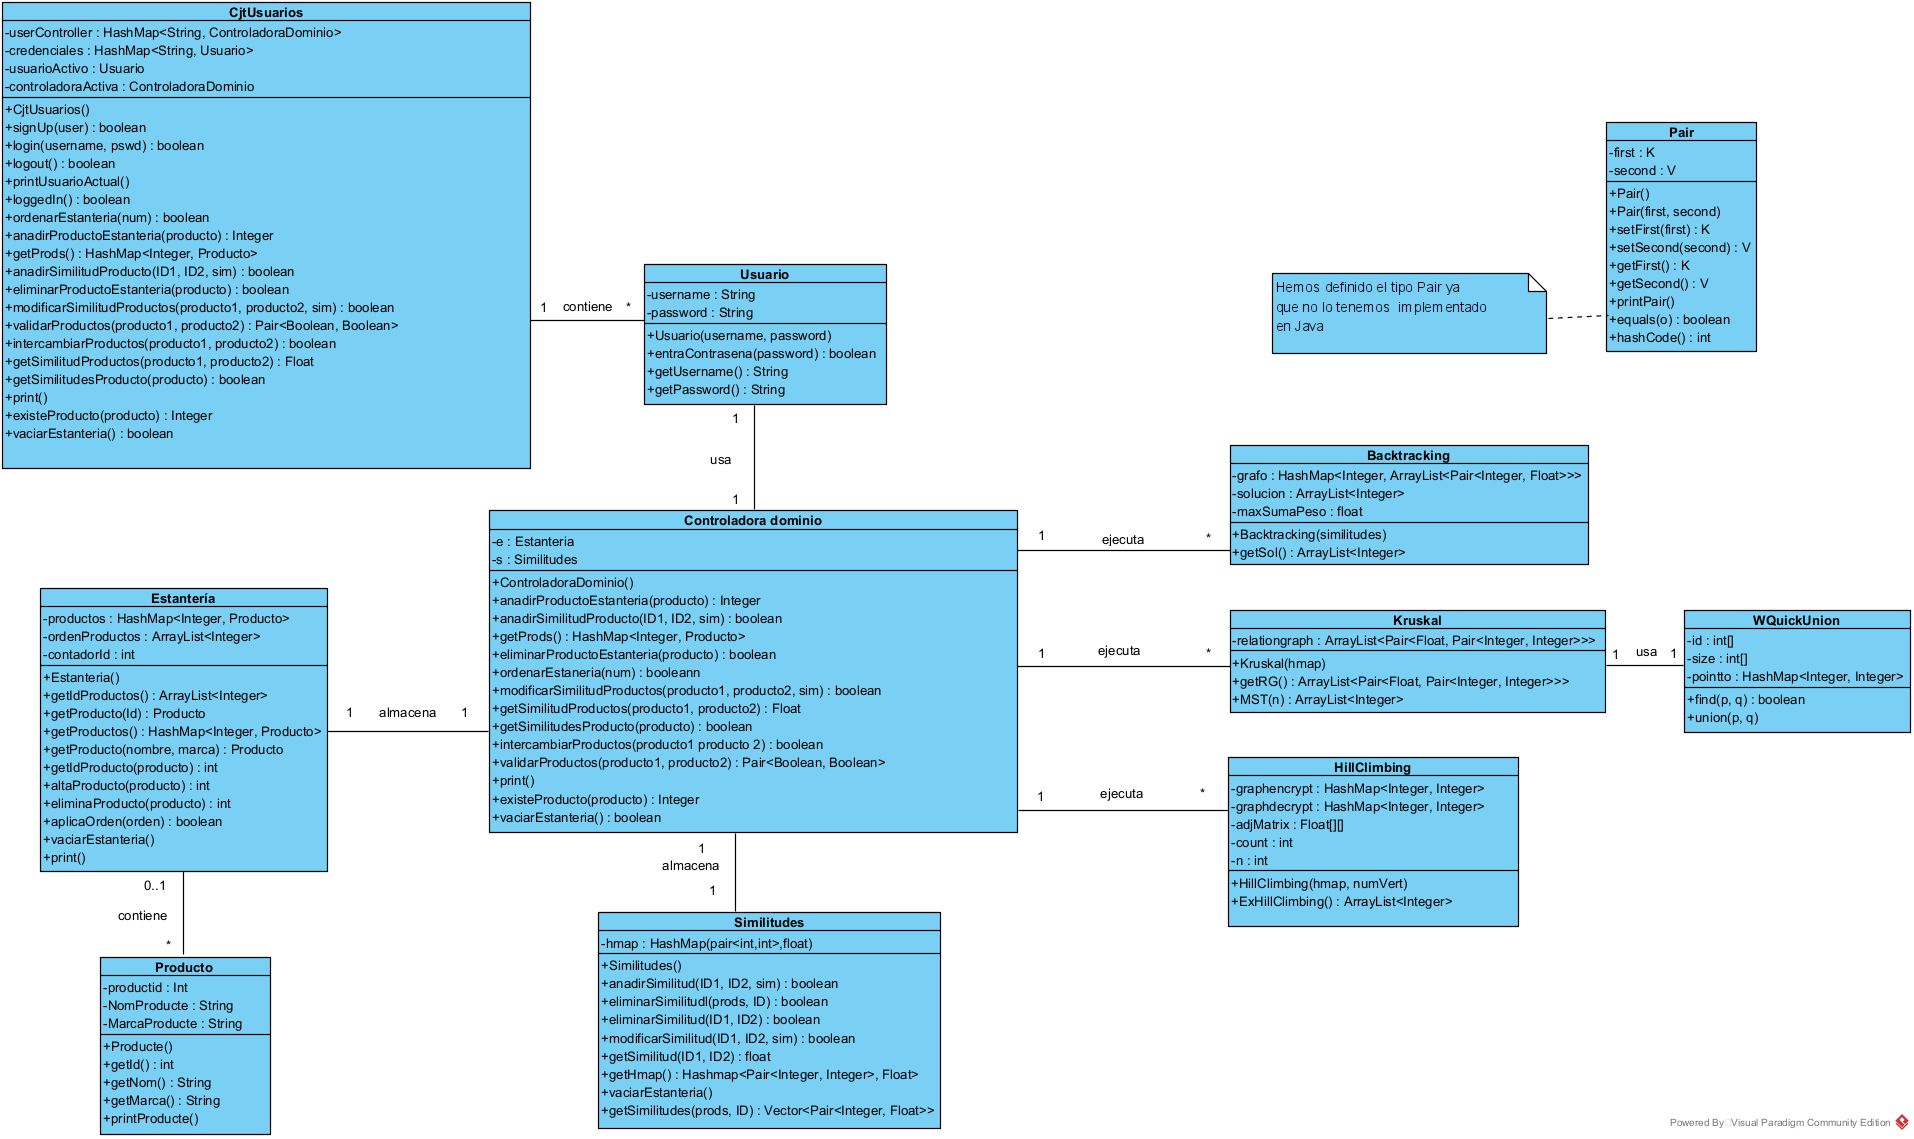 CjtUsuarios
-userController : HashMap<String, ControladoraDominio>
-credenciales : HashMap<String, Usuario>
-usuarioActivo : Usuario
-controladoraActiva : ControladoraDominio
+CjtUsuarios()
+signUp(user) : boolean
+login(username, pswd) : boolean
+logout() : boolean
+printUsuarioActual()
+loggedIn() : boolean
+ordenarEstanteria(num) : boolean
+anadirProductoEstanteria(producto) : Integer
+getProds() : HashMap<Integer, Producto>
+anadirSimilitudProducto(ID1, ID2, sim) : boolean
+eliminarProductoEstanteria(producto) : boolean
+modificarSimilitudProductos(producto1, producto2, sim) : boolean
+validarProductos(producto1, producto2) : Pair<Boolean, Boolean>
+intercambiarProductos(producto1, producto2) : boolean
+getSimilitudProductos(producto1, producto2) : Float
+getSimilitudesProducto(producto) : boolean
+print()
+existeProducto(producto) : Integer
+vaciarEstanteria() : boolean
1 contiene *
Usuario
-username : String
-password : String
+Usuario(username, password)
+entraContrasena(password) : boolean
+getUsername() : String
+getPassword() : String
1
usa
1
Pair
-first : K
-second : V
+Pair()
+Pair(first, second)
+setFirst(first) : K
+setSecond(second) : V
+getFirst() : K
+getSecond() : V
+printPair()
+equals(o) : boolean
+hashCode() : int
Hemos definido el tipo Pair ya
que no lo tenemos implementado
en Java
Controladora dominio
-e : Estanteria
-s : Similitudes
+ControladoraDominio()
+anadirProductoEstanteria(producto) : Integer
+anadirSimilitudProducto(ID1, ID2, sim) : boolean
+getProds() : HashMap<Integer, Producto>
+eliminarProductoEstanteria(producto) : boolean
+ordenarEstaneria(num) : booleann
+modificarSimilitudProductos(producto1, producto2, sim) : boolean
+getSimilitudProductos(producto1, producto2) : Float
+getSimilitudesProducto(producto) : boolean
+intercambiarProductos(producto1 producto 2) : boolean
+validarProductos(producto1, producto2) : Pair<Boolean, Boolean>
+print()
+existeProducto(producto) : Integer
+vaciarEstanteria() : boolean
1 ejecuta *
Backtracking
-grafo : HashMap<Integer, ArrayList<Pair<Integer, Float>>>
-solucion : ArrayList<Integer>
-maxSumaPeso : float
+Backtracking(similitudes)
+getSol() : ArrayList<Integer>
1 ejecuta *
Kruskal
-relationgraph : ArrayList<Pair<Float, Pair<Integer, Integer>>>
+Kruskal(hmap)
+getRG() : ArrayList<Pair<Float, Pair<Integer, Integer>>>
+MST(n) : ArrayList<Integer>
1 usa 1
WQuickUnion
-id : int[]
-size : int[]
-pointto : HashMap<Integer, Integer>
+find(p, q) : boolean
+union(p, q)
1 ejecuta *
HillClimbing
-graphencrypt : HashMap<Integer, Integer>
-graphdecrypt : HashMap<Integer, Integer>
-adjMatrix : Float[][]
-count : int
-n : int
+HillClimbing(hmap, numVert)
+ExHillClimbing() : ArrayList<Integer>
Estantería
-productos : HashMap<Integer, Producto>
-ordenProductos : ArrayList<Integer>
-contadorId : int
+Estanteria()
+getIdProductos() : ArrayList<Integer>
+getProducto(Id) : Producto
+getProductos() : HashMap<Integer, Producto>
+getProducto(nombre, marca) : Producto
+getIdProducto(producto) : int
+altaProducto(producto) : int
+eliminaProducto(producto) : int
+aplicaOrden(orden) : boolean
+vaciarEstanteria()
+print()
1 almacena 1
0..1
contiene
*
Producto
-productid : Int
-NomProducte : String
-MarcaProducte : String
+Producte()
+getId() : int
+getNom() : String
+getMarca() : String
+printProducte()
1
almacena
1
Similitudes
-hmap : HashMap(pair<int,int>,float)
+Similitudes()
+anadirSimilitud(ID1, ID2, sim) : boolean
+eliminarSimilitudl(prods, ID) : boolean
+eliminarSimilitud(ID1, ID2) : boolean
+modificarSimilitud(ID1, ID2, sim) : boolean
+getSimilitud(ID1, ID2) : float
+getHmap() : Hashmap<Pair<Integer, Integer>, Float>
+vaciarEstanteria()
+getSimilitudes(prods, ID) : Vector<Pair<Integer, Float>>
Powered By Visual Paradigm Community Edition